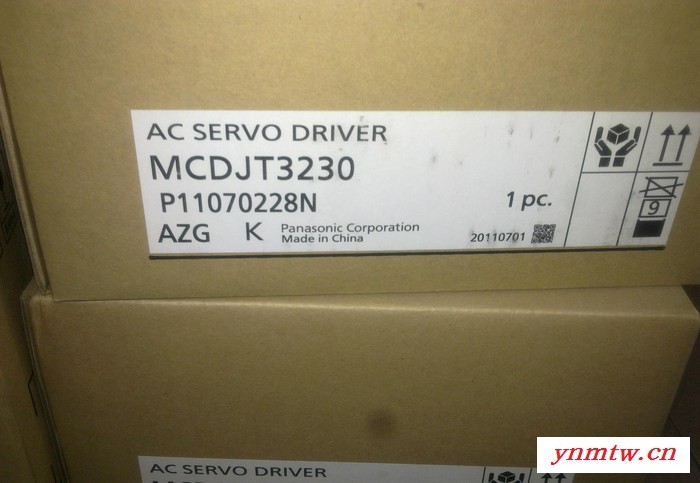 AC SERVO DRIVER
MCDJT3230
P11070228N
1 pc.
AZG K Panasonic Corporation
Made in China
20110701
9
AC SERVO DRIVER
ynmtw.cn